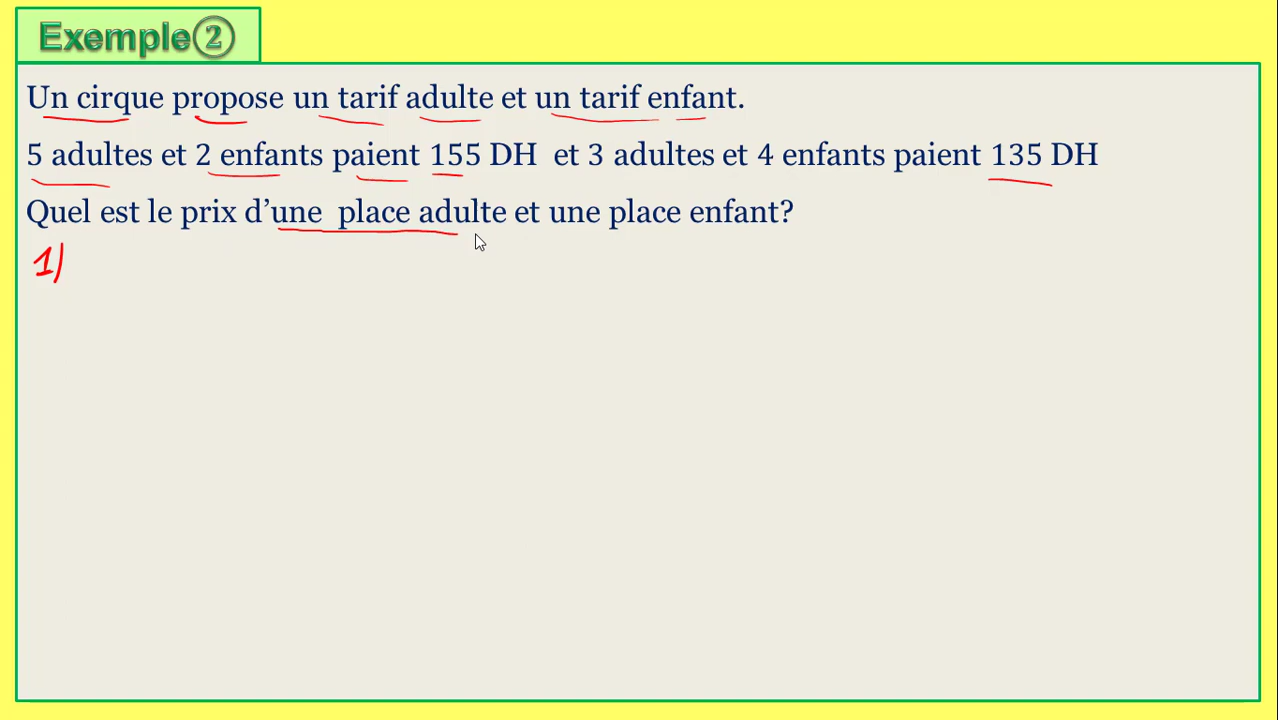 Exemple②
Un cirque propose un tarif adulte et un tarif enfant.
5 adultes et 2 enfants paient 155 DH et 3 adultes et 4 enfants paient 135 DH
Quel est le prix d’une place adulte et une place enfant?
1)